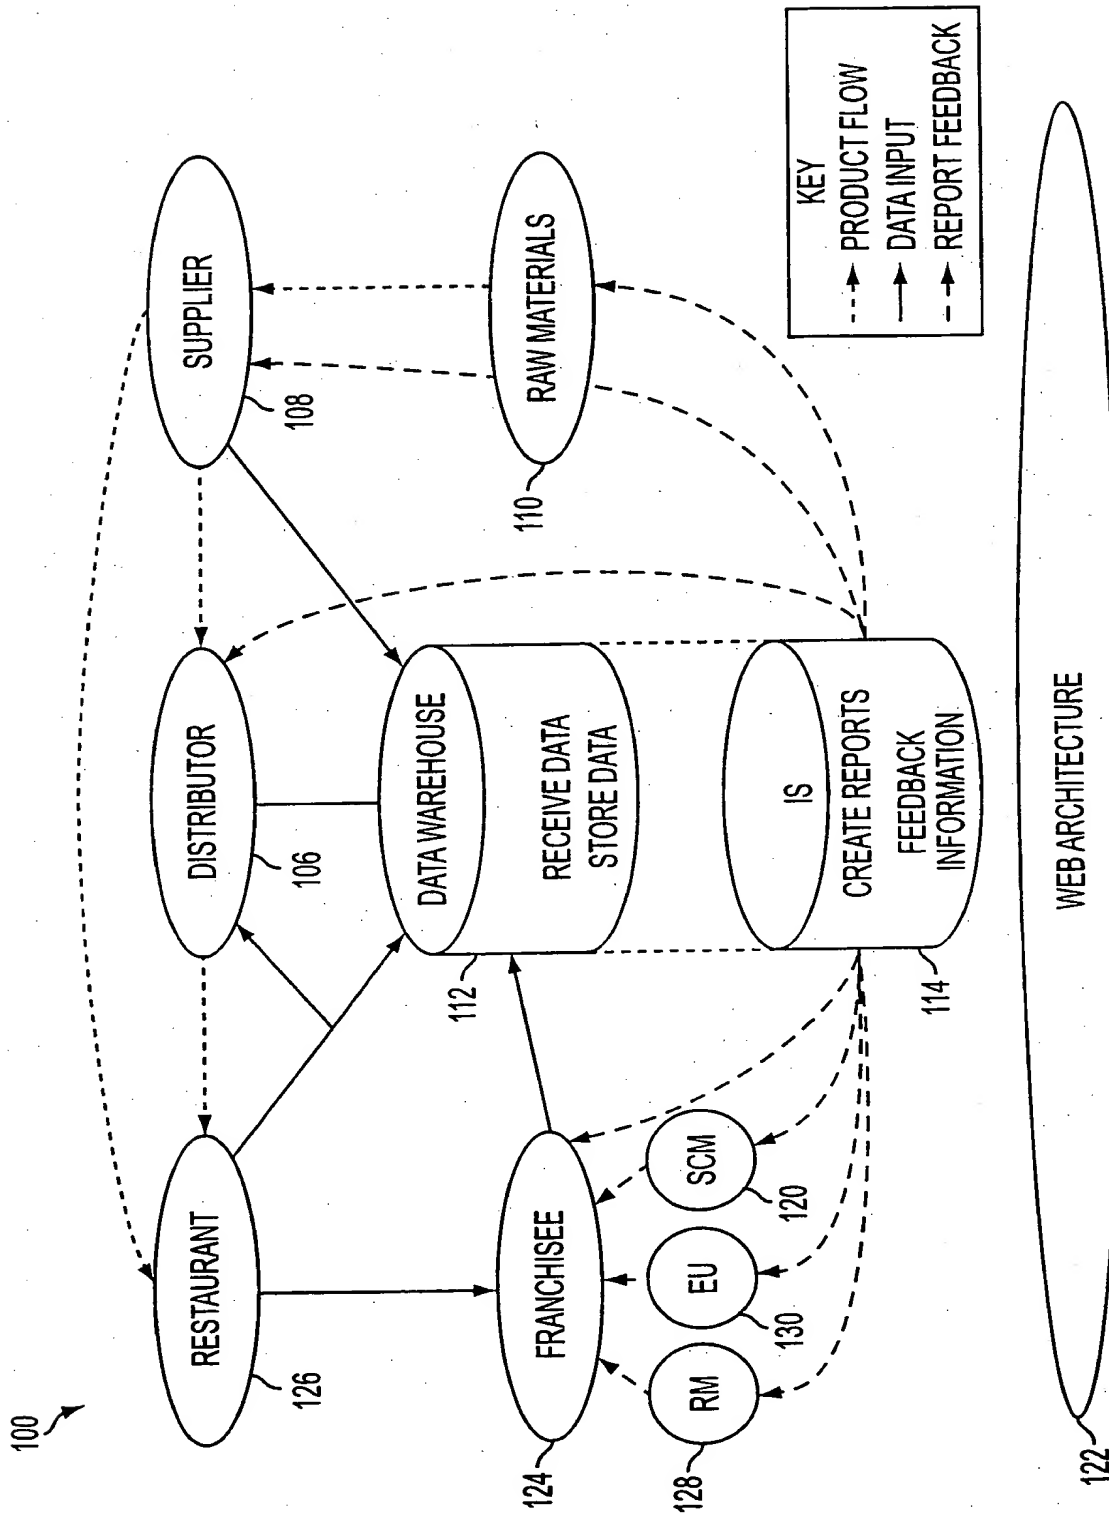 100
RESTAURANT
126
DISTRIBUTOR
106
SUPPLIER
108
FRANCHISEE
124
DATA WAREHOUSE
RECEIVE DATA
STORE DATA
112
RAW MATERIALS
110
RM
128
EU
130
SCM
120
IS
CREATE REPORTS
FEEDBACK
INFORMATION
114
KEY
PRODUCT FLOW
DATA INPUT
REPORT FEEDBACK
WEB ARCHITECTURE
122